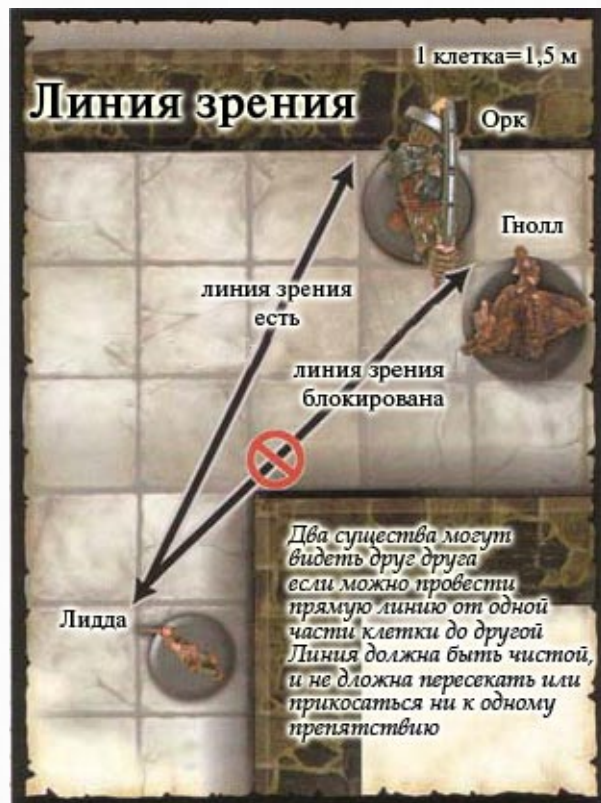 1 клетка=1,5 м
Линия зрения
Орк
Гнолл
линия зрения
есть
линия зрения
блокирована
Лидда
Два существа могут
видеть друг друга
если можно провести
прямую линию от одной
части клетки до другой
Линия должна быть чистой,
и не дложна пересекать или
прикосаться ни к одному
препятствию